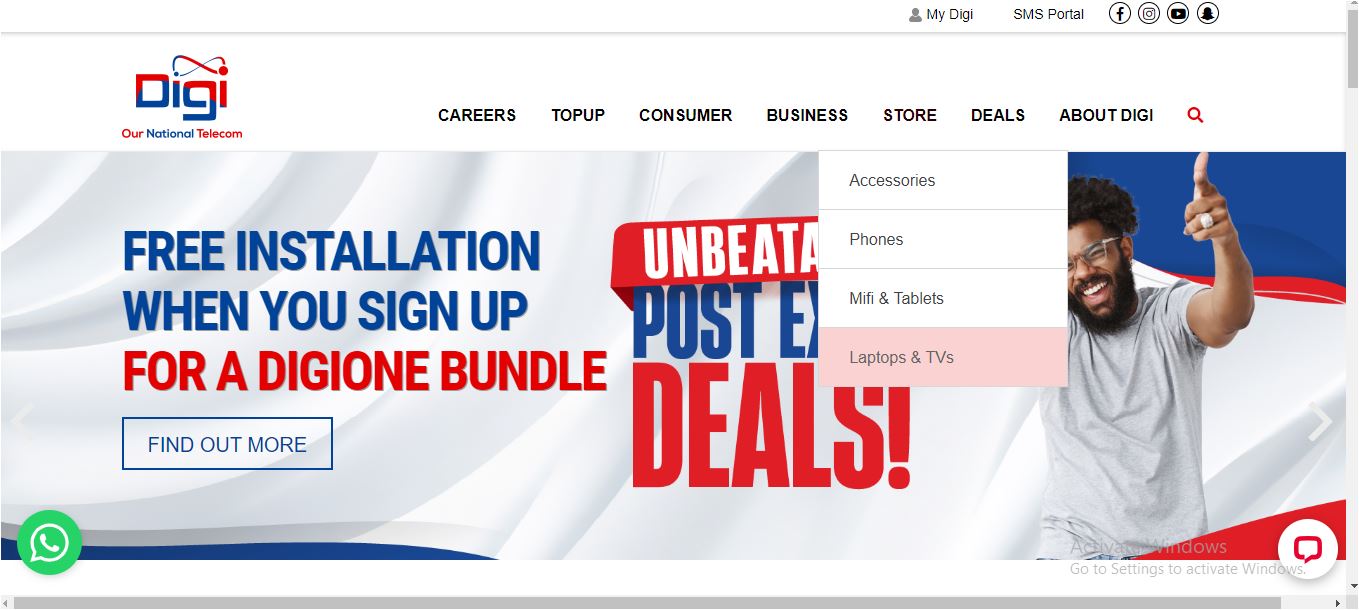 My Digi
SMS Portal
Digi
Our National Telecom
CAREERS
TOPUP
CONSUMER
BUSINESS
STORE
DEALS
ABOUT DIGI
Accessories
Phones
Mifi & Tablets
Laptops & TVs
FREE INSTALLATION
WHEN YOU SIGN UP
FOR A DIGIONE BUNDLE
FIND OUT MORE
UNBEATA
POST E
DEALS!
Activate Windows
Go to Settings to activate Windows.